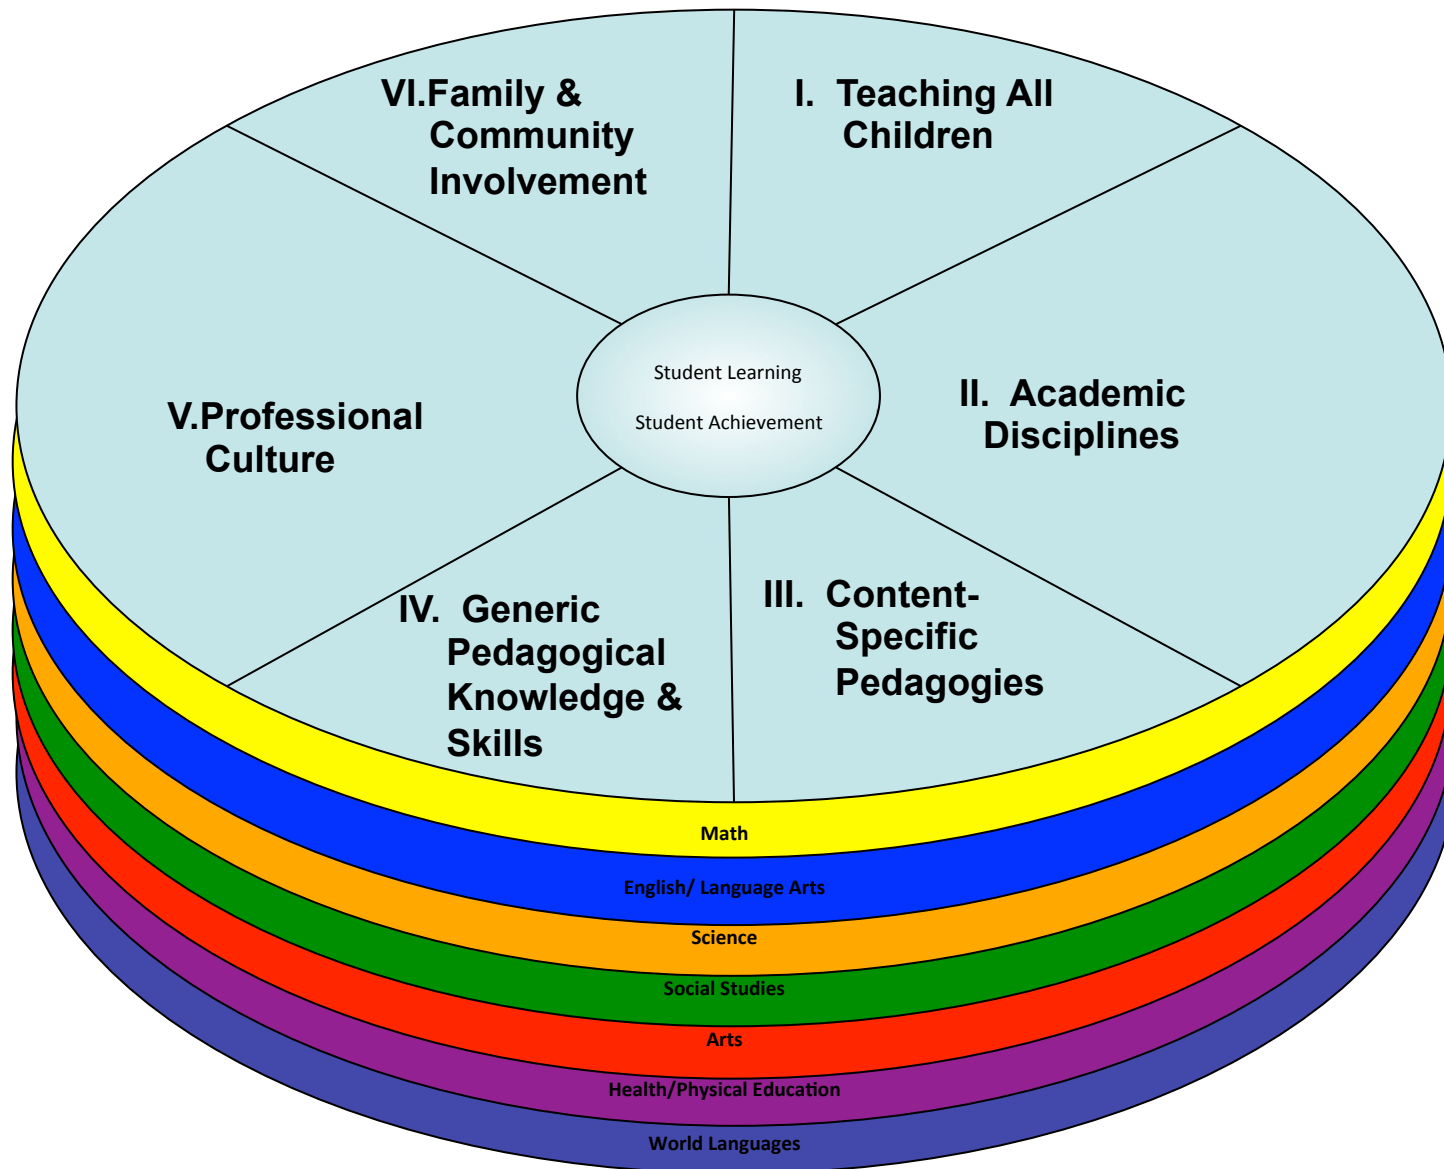 VI.Family &
Community
Involvement
I. Teaching All
Children
Student Learning
Student Achievement
II. Academic
Disciplines
V.Professional
Culture
III. Content-
Specific
Pedagogies
IV. Generic
Pedagogical
Knowledge &
Skills
Math
English/ Language Arts
Science
Social Studies
Arts
Health/Physical Education
World Languages